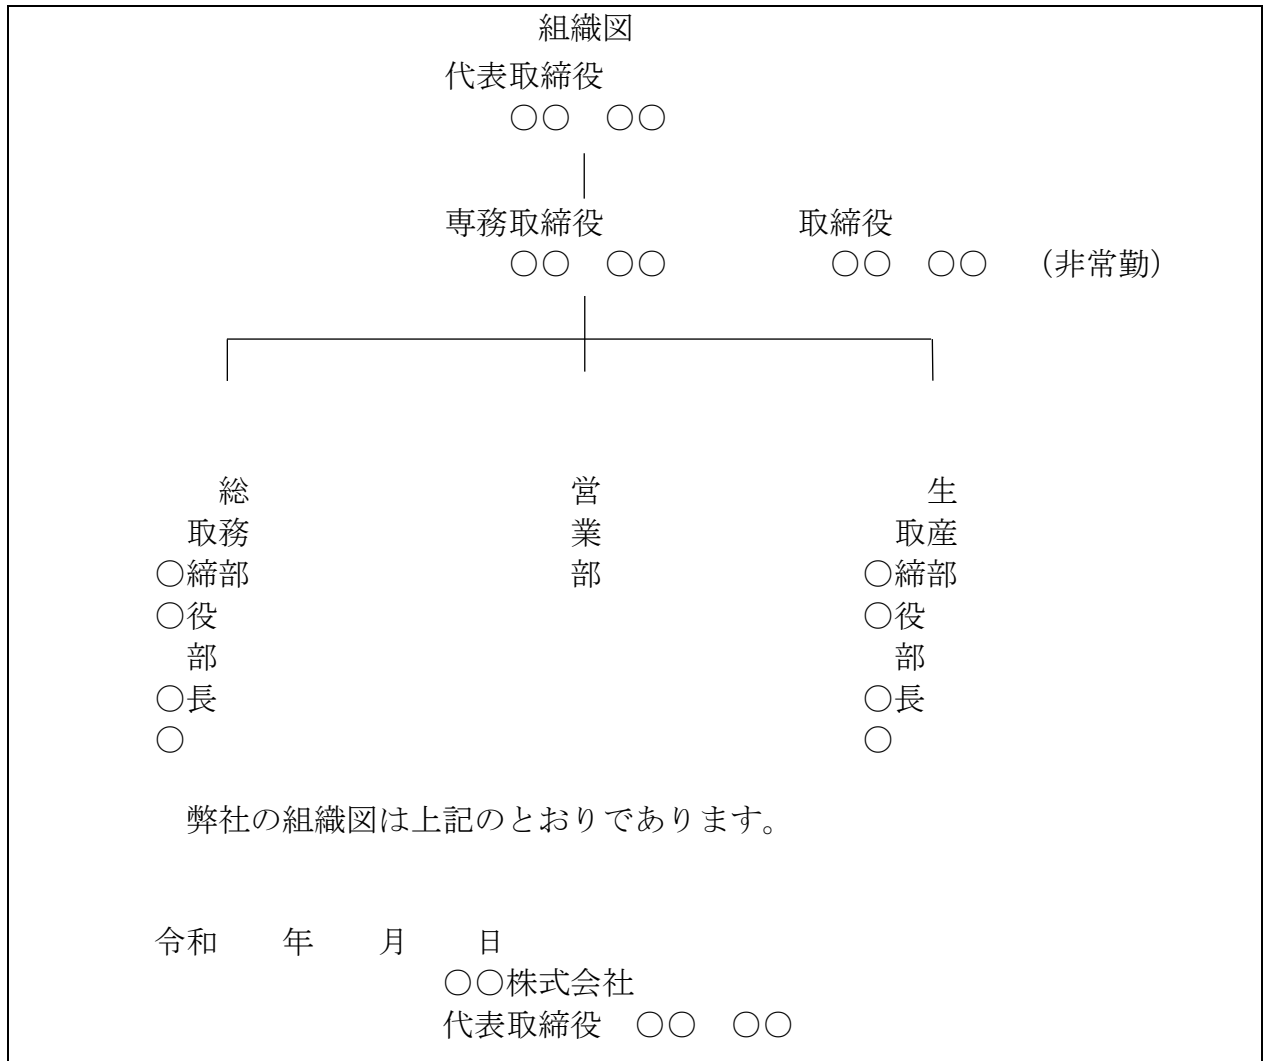 組織図
代表取締役
○○　○○
専務取締役
○○　○○
取締役
○○　○○　（非常勤）
総務部
取締役部長
○○　○○
営業部
生産部
取締役部長
○○　○○
弊社の組織図は上記のとおりであります。
令和　　年　　月　　日
○○株式会社
代表取締役　○○　○○